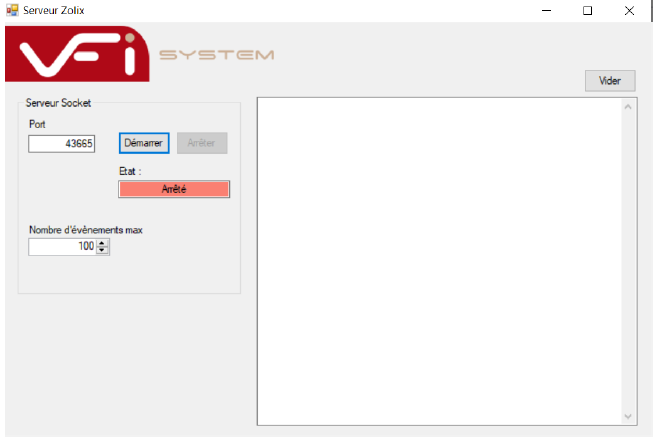 Serveur Zolix
VFi SYSTEM
Vider
Serveur Socket
Port
43665 Démarrer Arrêter
Etat :
Arrêté
Nombre d'évènements max
100